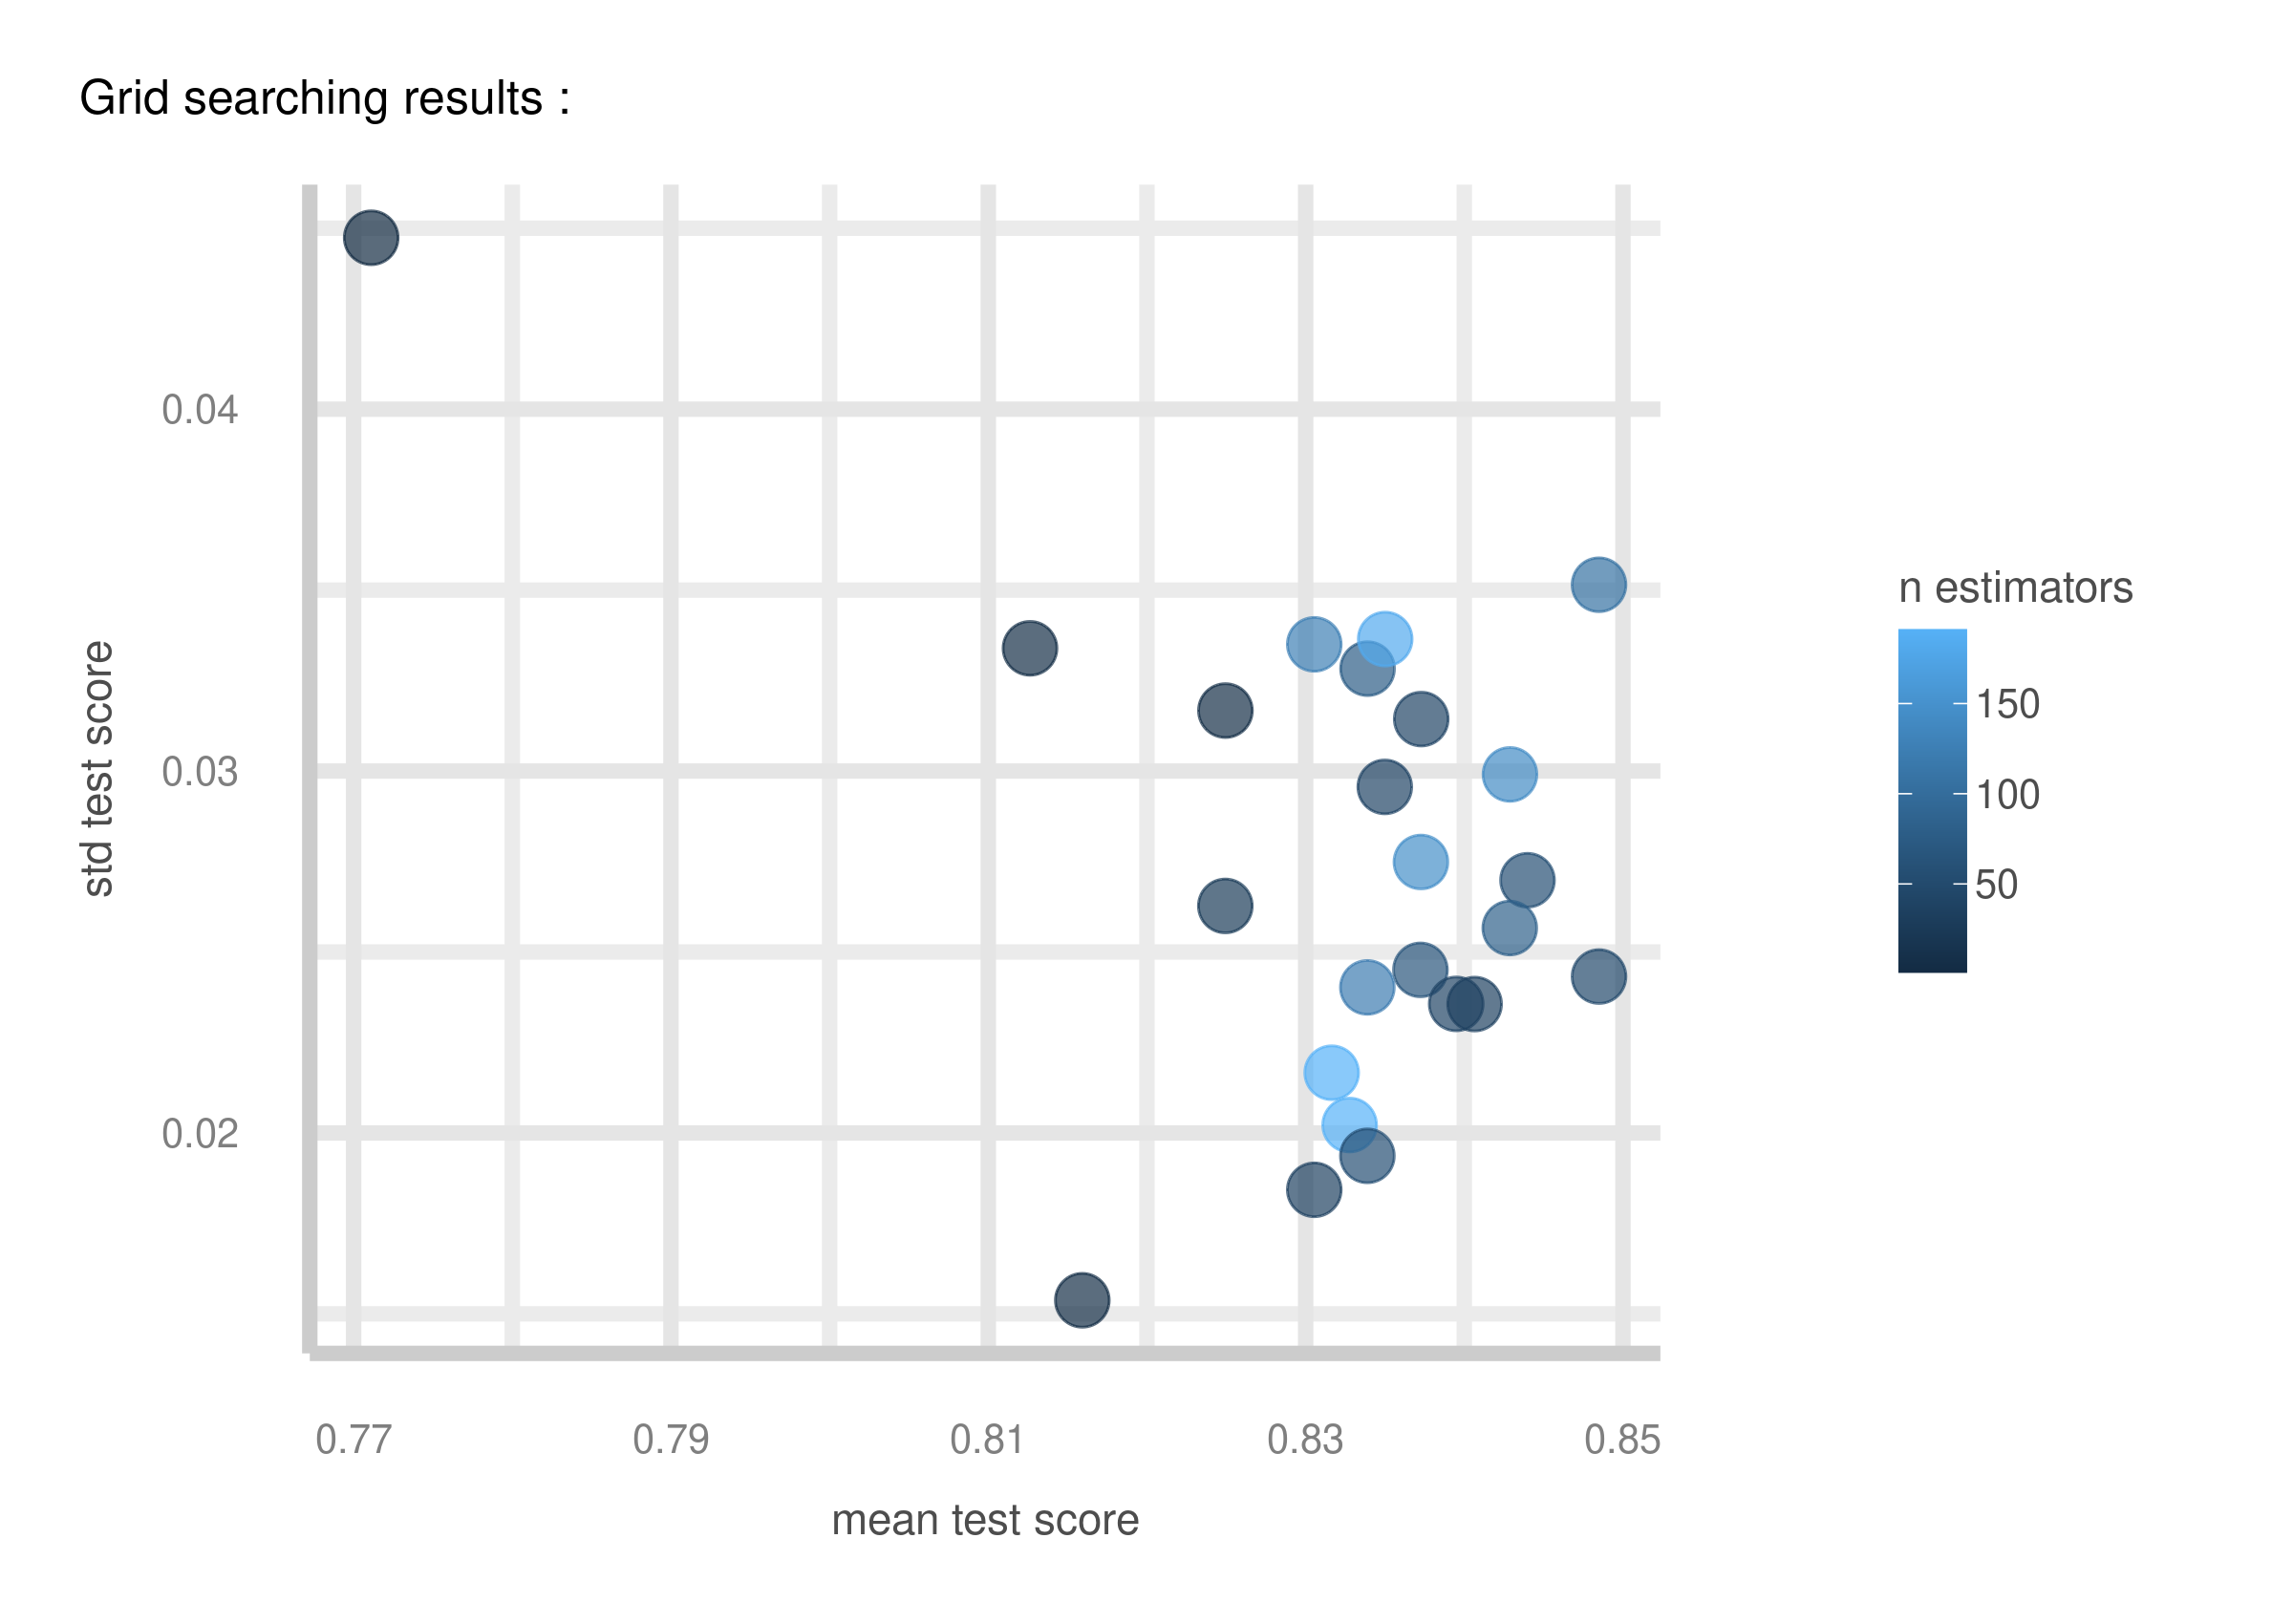 Grid searching results :
0.04
0.03
0.02
std test score
0.77 0.79 0.81 0.83 0.85
mean test score
n estimators
150
100
50